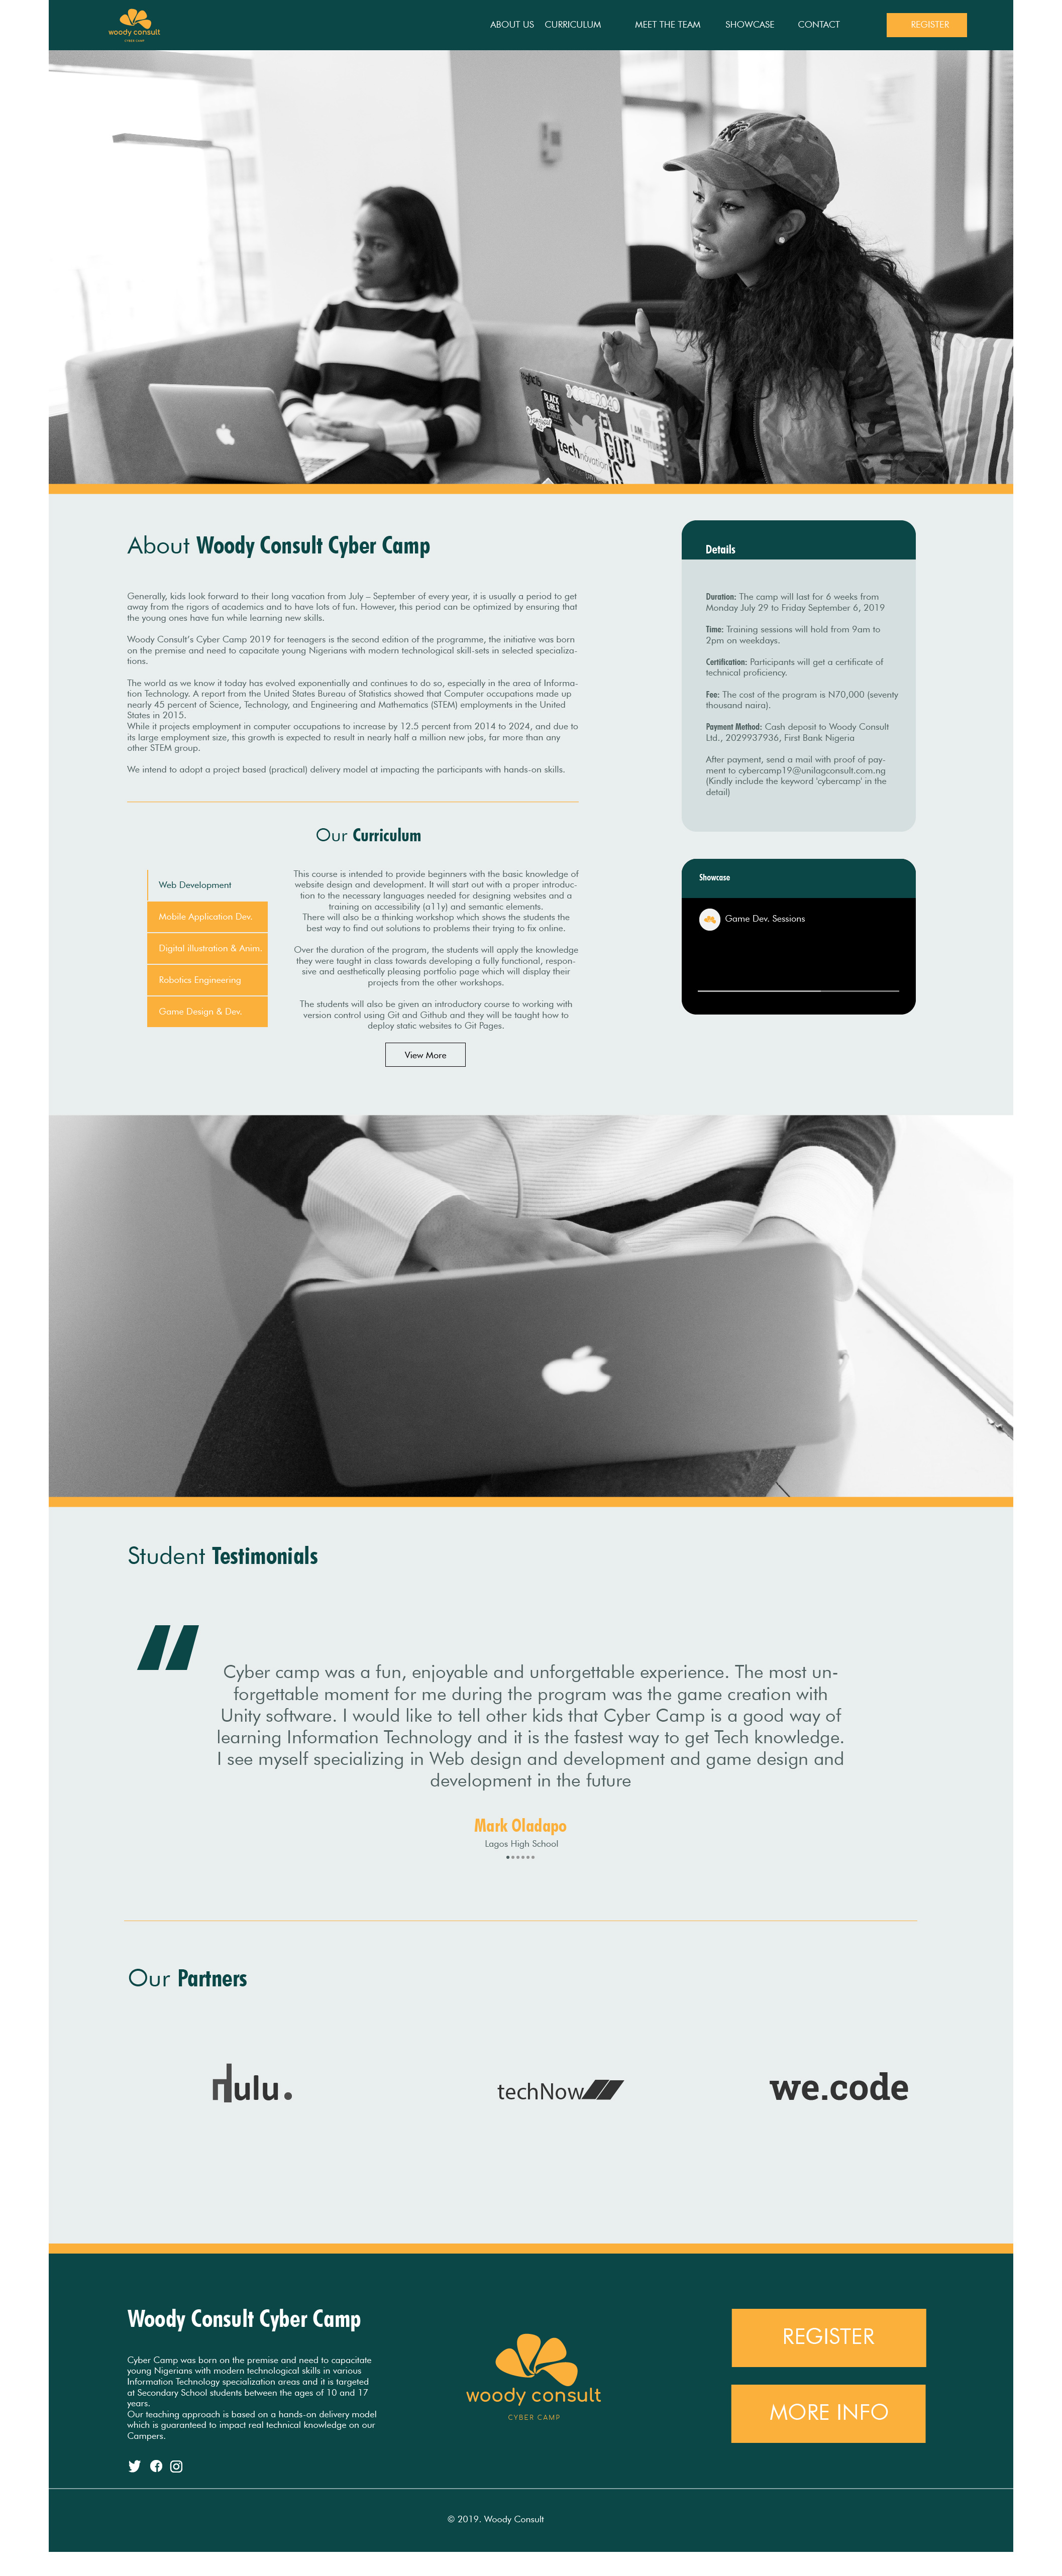 woody consult
CYBER CAMP
ABOUT US
CURRICULUM
MEET THE TEAM
SHOWCASE
CONTACT
REGISTER
BLACK
GIRLS
CODE
technovation
I AM
GOD
IS
About Woody Consult Cyber Camp
Generally, kids look forward to their long vacation from July – September of every year, it is usually a period to get
away from the rigors of academics and to have lots of fun. However, this period can be optimized by ensuring that
the young ones have fun while learning new skills.
Woody Consult's Cyber Camp 2019 for teenagers is the second edition of the programme, the initiative was born
on the premise and need to capacitate young Nigerians with modern technological skill-sets in selected specializa-
tions.
The world as we know it today has evolved exponentially and continues to do so, especially in the area of Informa-
tion Technology. A report from the United States Bureau of Statistics showed that Computer occupations made up
nearly 45 percent of Science, Technology, and Engineering and Mathematics (STEM) employments in the United
States in 2015.
While it projects employment in computer occupations to increase by 12.5 percent from 2014 to 2024, and due to
its large employment size, this growth is expected to result in nearly half a million new jobs, far more than any
other STEM group.
We intend to adopt a project based (practical) delivery model at impacting the participants with hands-on skills.
Details
Duration: The camp will last for 6 weeks from
Monday July 29 to Friday September 6, 2019
Time: Training sessions will hold from 9am to
2pm on weekdays.
Certification: Participants will get a certificate of
technical proficiency.
Fee: The cost of the program is N70,000 (seventy
thousand naira).
Payment Method: Cash deposit to Woody Consult
Ltd., 2029937936, First Bank Nigeria
After payment, send a mail with proof of pay-
ment to cybercamp19@unilagconsult.com.ng
(Kindly include the keyword 'cybercamp' in the
detail)
Our Curriculum
Web Development
Mobile Application Dev.
Digital illustration & Anim.
Robotics Engineering
Game Design & Dev.
This course is intended to provide beginners with the basic knowledge of
website design and development. It will start out with a proper introduc-
tion to the necessary languages needed for designing websites and a
training on accessibility (a11y) and semantic elements.
There will also be a thinking workshop which shows the students the
best way to find out solutions to problems their trying to fix online.
Over the duration of the program, the students will apply the knowledge
they were taught in class towards developing a fully functional, respon-
sive and aesthetically pleasing portfolio page which will display their
projects from the other workshops.
The students will also be given an introductory course to working with
version control using Git and Github and they will be taught how to
deploy static websites to Git Pages.
View More
Showcase
Game Dev. Sessions
Student Testimonials
Cyber camp was a fun, enjoyable and unforgettable experience. The most un-
forgettable moment for me during the program was the game creation with
Unity software. I would like to tell other kids that Cyber Camp is a good way of
learning Information Technology and it is the fastest way to get Tech knowledge.
I see myself specializing in Web design and development and game design and
development in the future
Mark Oladapo
Lagos High School
Our Partners
ulu.
techNow
we.code
Woody Consult Cyber Camp
Cyber Camp was born on the premise and need to capacitate
young Nigerians with modern technological skills in various
Information Technology specialization areas and it is targeted
at Secondary School students between the ages of 10 and 17
years.
Our teaching approach is based on a hands-on delivery model
which is guaranteed to impact real technical knowledge on our
Campers.
woody consult
CYBER CAMP
REGISTER
MORE INFO
© 2019. Woody Consult